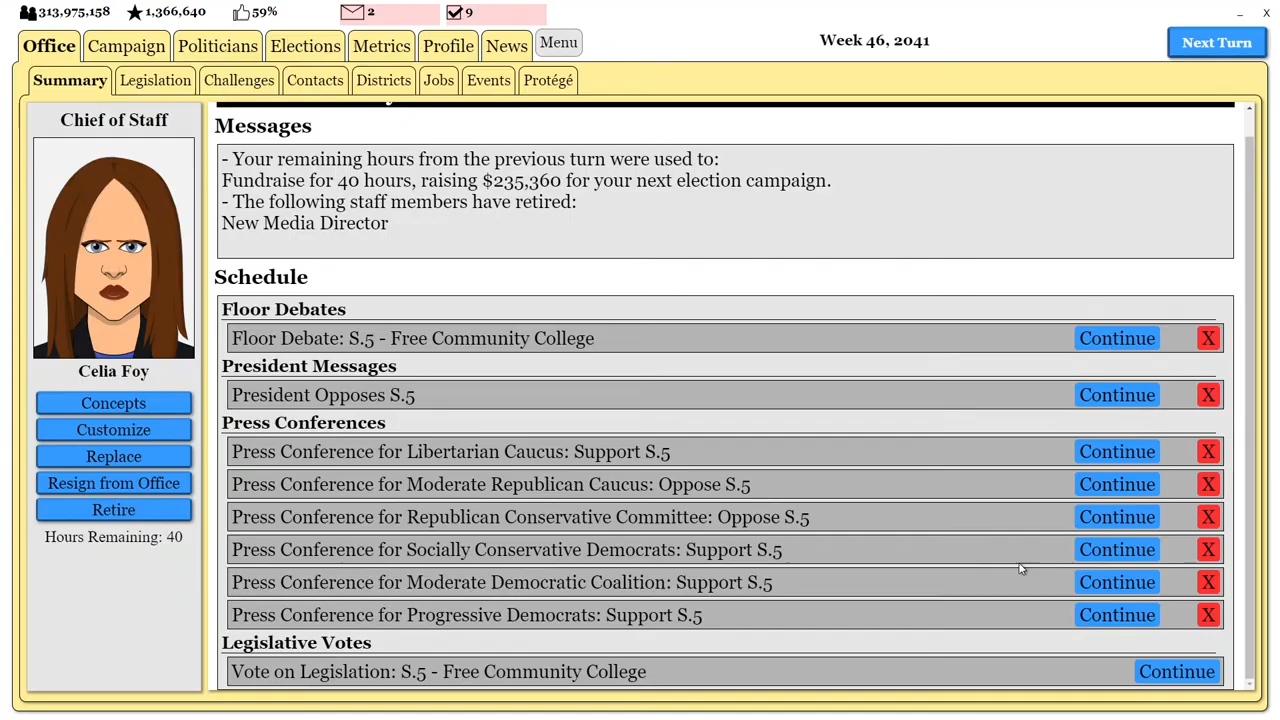 313,975,158 1,366,640 59% 2 9
_ X
Office Campaign Politicians Elections Metrics Profile News Menu
Week 46, 2041
Next Turn
Summary Legislation Challenges Contacts Districts Jobs Events Protégé
Chief of Staff
Celia Foy
Concepts
Customize
Replace
Resign from Office
Retire
Hours Remaining: 40
Messages
- Your remaining hours from the previous turn were used to:
Fundraise for 40 hours, raising $235,360 for your next election campaign.
- The following staff members have retired:
New Media Director
Schedule
Floor Debates
Floor Debate: S.5 - Free Community College Continue X
President Messages
President Opposes S.5 Continue X
Press Conferences
Press Conference for Libertarian Caucus: Support S.5 Continue X
Press Conference for Moderate Republican Caucus: Oppose S.5 Continue X
Press Conference for Republican Conservative Committee: Oppose S.5 Continue X
Press Conference for Socially Conservative Democrats: Support S.5 Continue X
Press Conference for Moderate Democratic Coalition: Support S.5 Continue X
Press Conference for Progressive Democrats: Support S.5 Continue X
Legislative Votes
Vote on Legislation: S.5 - Free Community College Continue